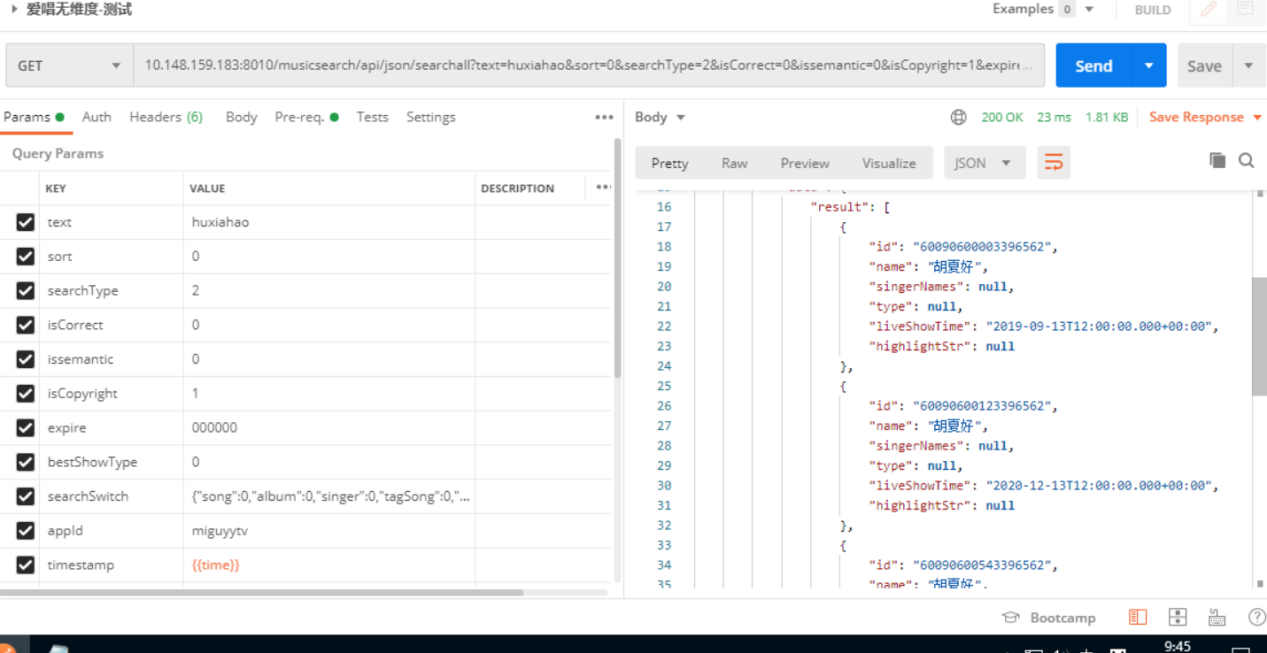 爱唱无维度-测试
Examples 0
BUILD
GET
10.148.159.183:8010/musicsearch/api/json/searchall?text=huxiahao&sort=0&searchType=2&isCorrect=0&issemantic=0&isCopyright=1&expire...
Send
Save
Params
Auth
Headers (6)
Body
Pre-req.
Tests
Settings
Query Params
KEY VALUE DESCRIPTION
text huxiahao
sort 0
searchType 2
isCorrect 0
issemantic 0
isCopyright 1
expire 000000
bestShowType 0
searchSwitch {"song":0,"album":0,"singer":0,"tagSong":0,"...
appId miguyytv
timestamp {{time}}
Body
200 OK 23 ms 1.81 KB Save Response
Pretty Raw Preview Visualize JSON
16 "result": [
17 {
18 "id": "60090600003396562",
19 "name": "胡夏好",
20 "singerNames": null,
21 "type": null,
22 "liveShowTime": "2019-09-13T12:00:00.000+00:00",
23 "highlightStr": null
24 },
25 {
26 "id": "60090600123396562",
27 "name": "胡夏好",
28 "singerNames": null,
29 "type": null,
30 "liveShowTime": "2020-12-13T12:00:00.000+00:00",
31 "highlightStr": null
32 },
33 {
34 "id": "60090600543396562",
35 "name": "胡夏好",
Bootcamp
9:45